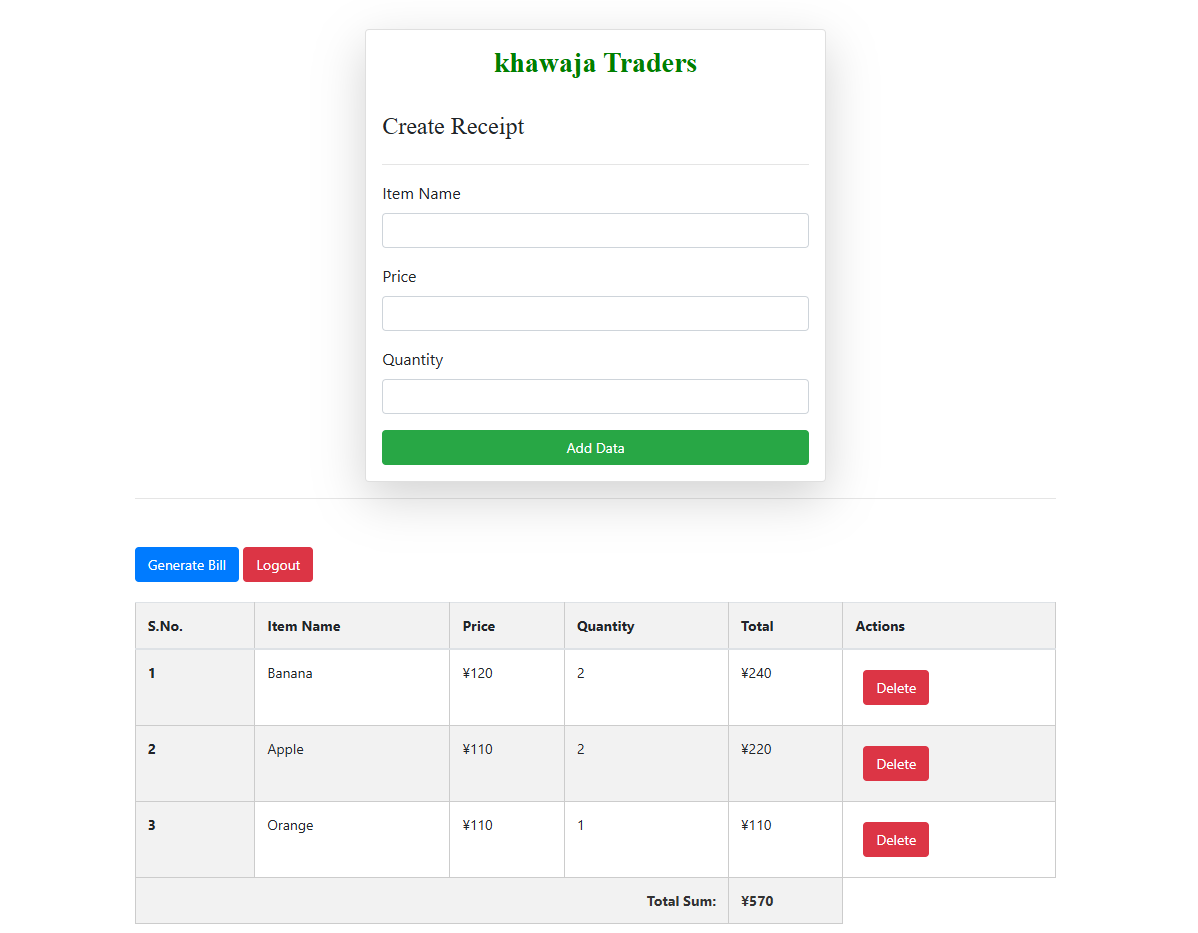 khawaja Traders
Create Receipt
Item Name
Price
Quantity
Add Data
Generate Bill Logout
S.No. Item Name Price Quantity Total Actions
1 Banana ¥120 2 ¥240 Delete
2 Apple ¥110 2 ¥220 Delete
3 Orange ¥110 1 ¥110 Delete
Total Sum: ¥570